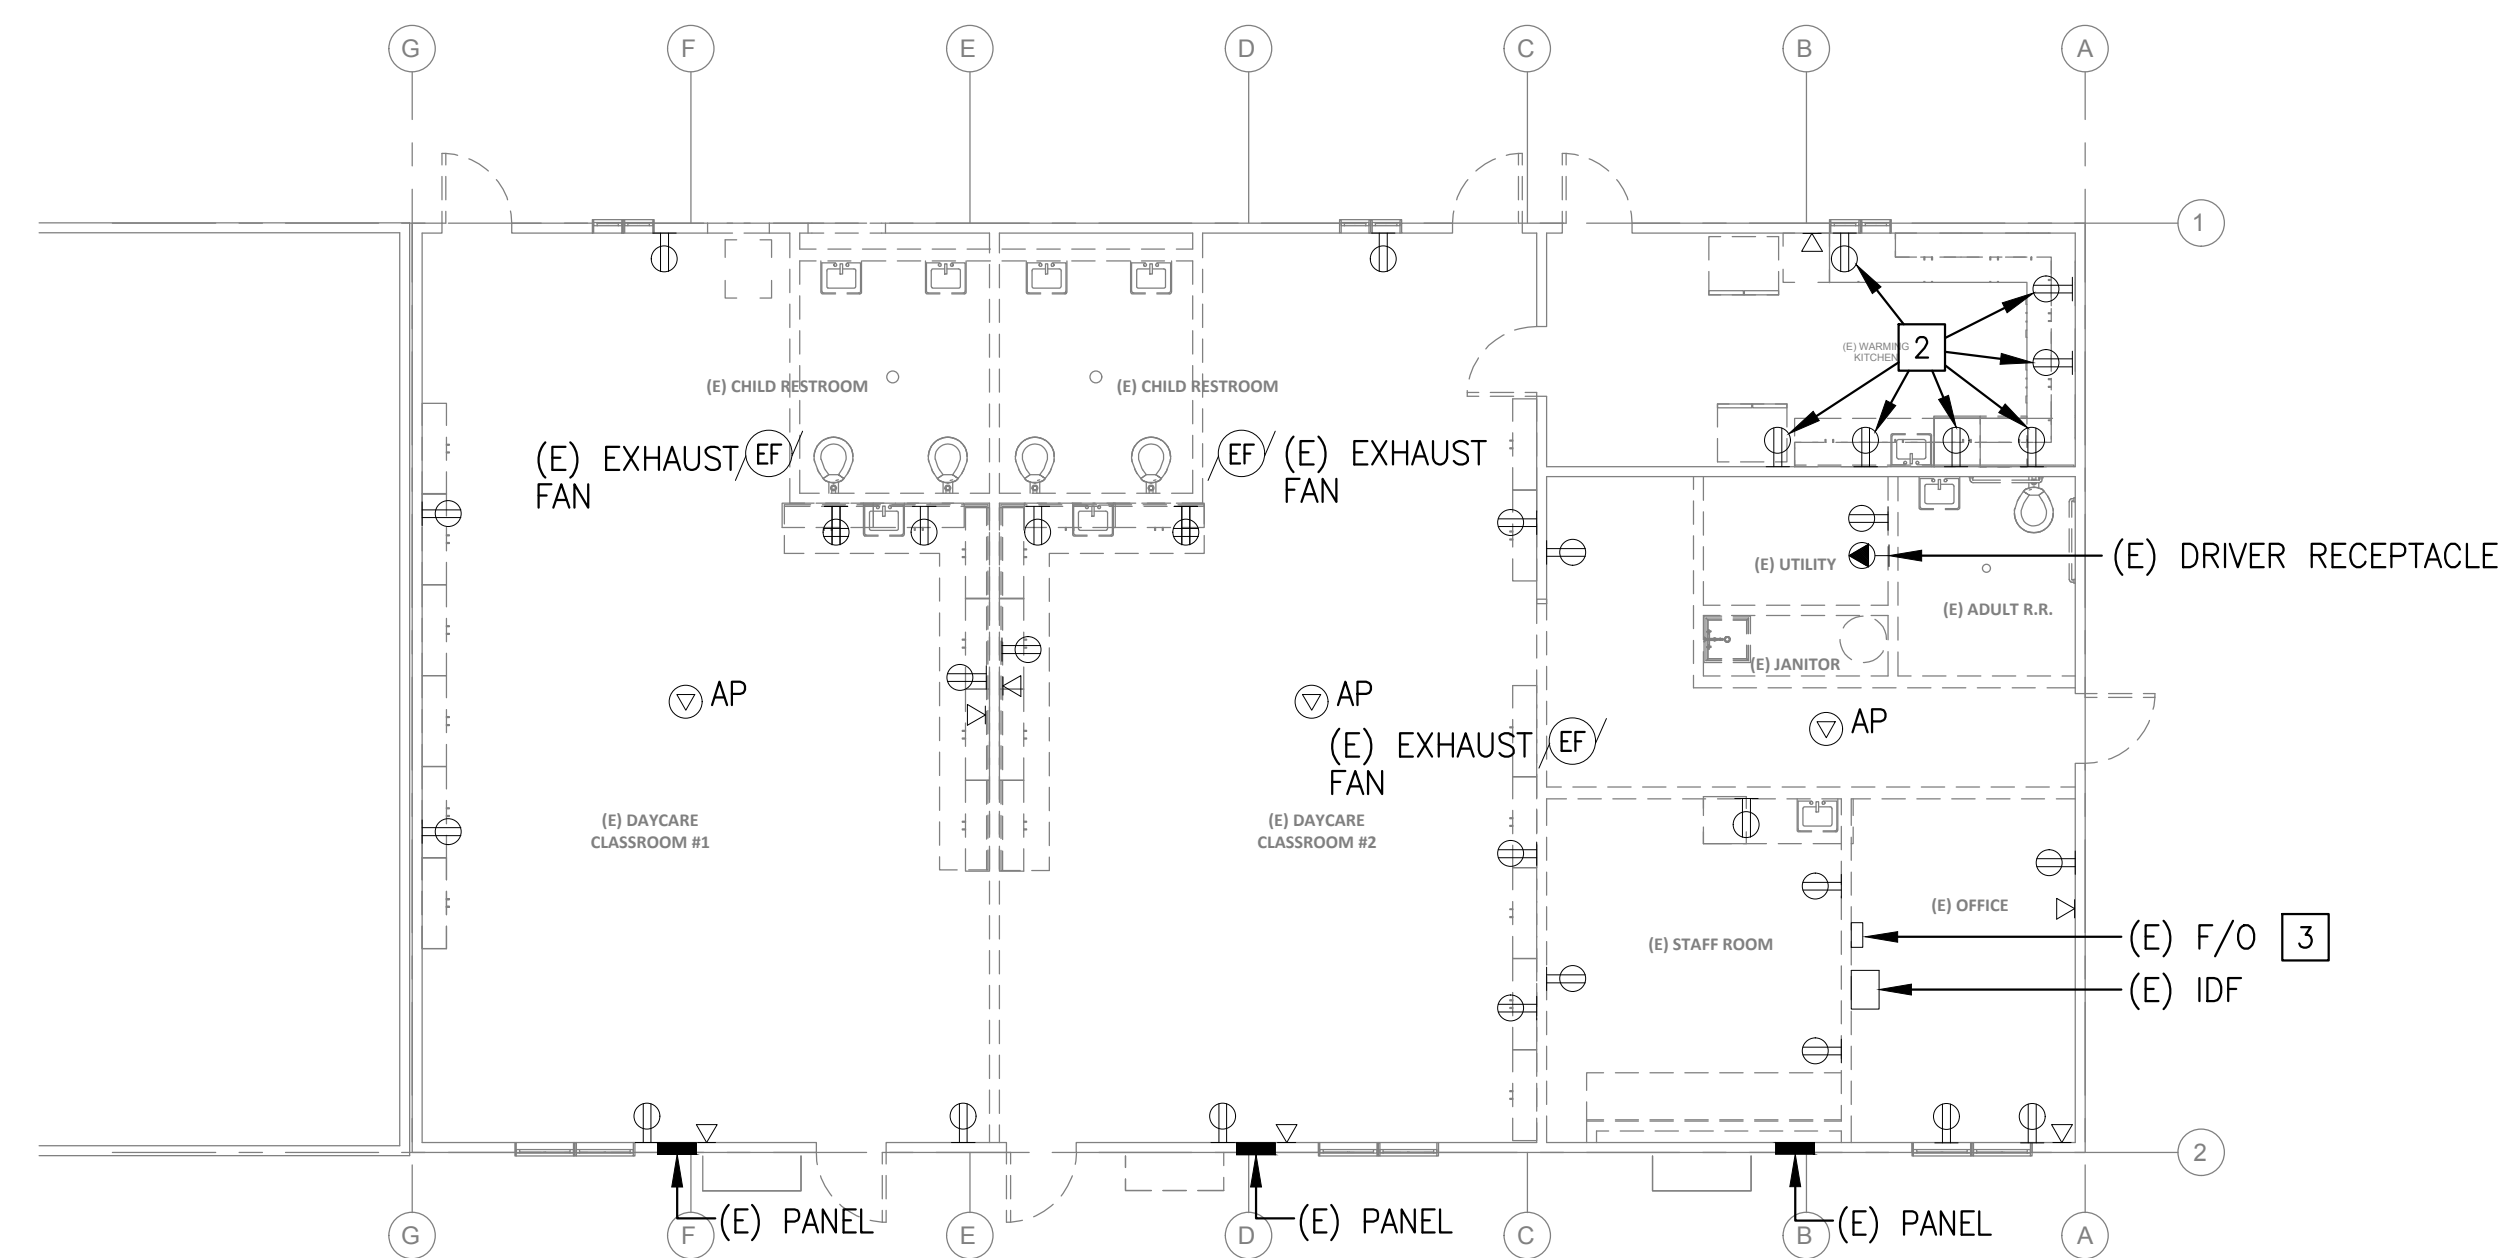 G
F
E
D
C
B
A
1
(E) WARMING
KITCHEN
2
(E) CHILD RESTROOM
(E) CHILD RESTROOM
(E) EXHAUST
FAN
EF
EF
(E) EXHAUST
FAN
(E) UTILITY
(E) DRIVER RECEPTACLE
(E) ADULT R.R.
(E) JANITOR
AP
AP
AP
(E) EXHAUST
FAN
EF
(E) DAYCARE
CLASSROOM #1
(E) DAYCARE
CLASSROOM #2
(E) OFFICE
(E) STAFF ROOM
(E) F/O 3
(E) IDF
2
(E) PANEL
(E) PANEL
(E) PANEL
G
F
E
D
C
B
A